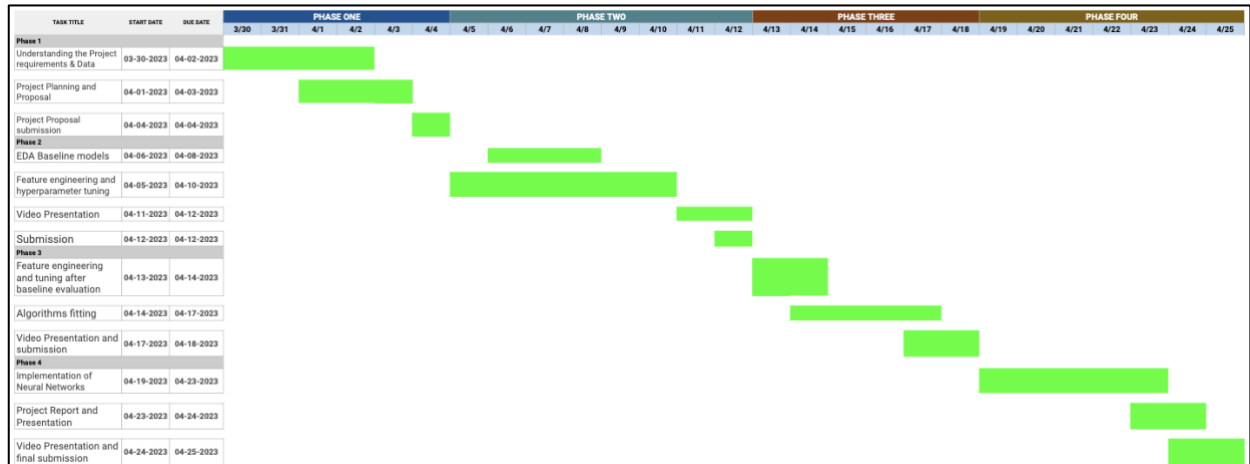 TASK TITLE START DATE DUE DATE PHASE ONE PHASE TWO PHASE THREE PHASE FOUR
3/30 3/31 4/1 4/2 4/3 4/4 4/5 4/6 4/7 4/8 4/9 4/10 4/11 4/12 4/13 4/14 4/15 4/16 4/17 4/18 4/19 4/20 4/21 4/22 4/23 4/24 4/25
Phase 1
Understanding the Project
requirements & Data 03-30-2023 04-02-2023
Project Planning and
Proposal 04-01-2023 04-03-2023
Project Proposal
submission 04-04-2023 04-04-2023
Phase 2
EDA Baseline models 04-06-2023 04-08-2023
Feature engineering and
hyperparameter tuning 04-05-2023 04-10-2023
Video Presentation 04-11-2023 04-12-2023
Submission 04-12-2023 04-12-2023
Phase 3
Feature engineering
and tuning after 04-13-2023 04-14-2023
baseline evaluation
Algorithms fitting 04-14-2023 04-17-2023
Video Presentation and
submission 04-17-2023 04-18-2023
Phase 4
Implementation of
Neural Networks 04-19-2023 04-23-2023
Project Report and
Presentation 04-23-2023 04-24-2023
Video Presentation and
final submission 04-24-2023 04-25-2023